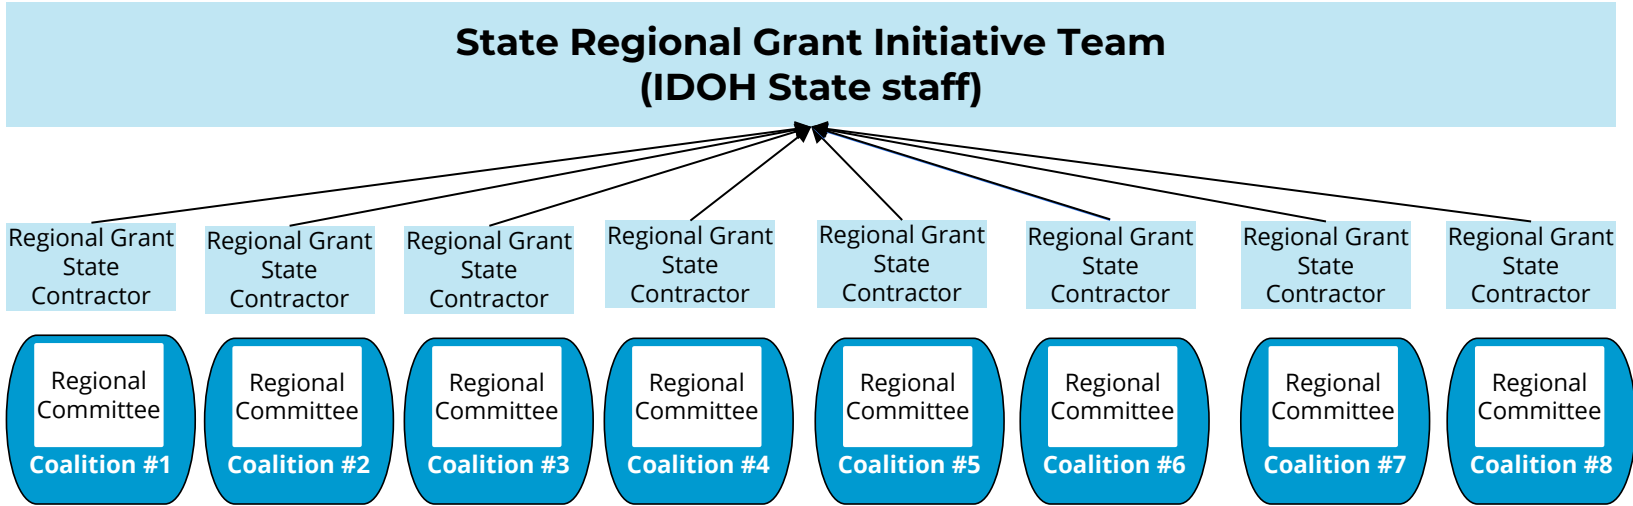 State Regional Grant Initiative Team
(IDOH State staff)
Regional Grant
State
Contractor
Regional Grant
State
Contractor
Regional Grant
State
Contractor
Regional Grant
State
Contractor
Regional Grant
State
Contractor
Regional Grant
State
Contractor
Regional Grant
State
Contractor
Regional Grant
State
Contractor
Regional
Committee
Coalition #1
Regional
Committee
Coalition #2
Regional
Committee
Coalition #3
Regional
Committee
Coalition #4
Regional
Committee
Coalition #5
Regional
Committee
Coalition #6
Regional
Committee
Coalition #7
Regional
Committee
Coalition #8